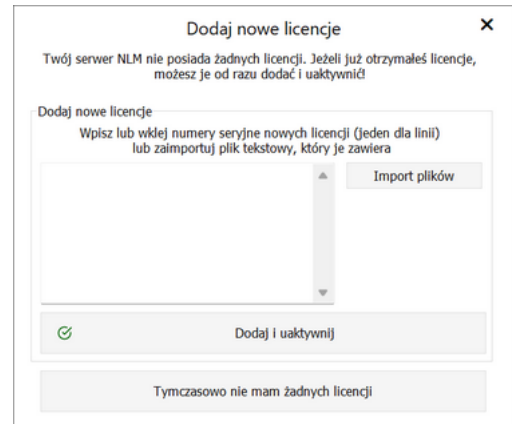 Dodaj nowe licencje
Twój serwer NLM nie posiada żadnych licencji. Jeżeli już otrzymałeś licencje,
możesz je od razu dodać i uaktywnić!
Dodaj nowe licencje
Wpisz lub wklej numery seryjne nowych licencji (jeden dla linii)
lub zaimportuj plik tekstowy, który je zawiera
Import plików
Dodaj i uaktywnij
Tymczasowo nie mam żadnych licencji